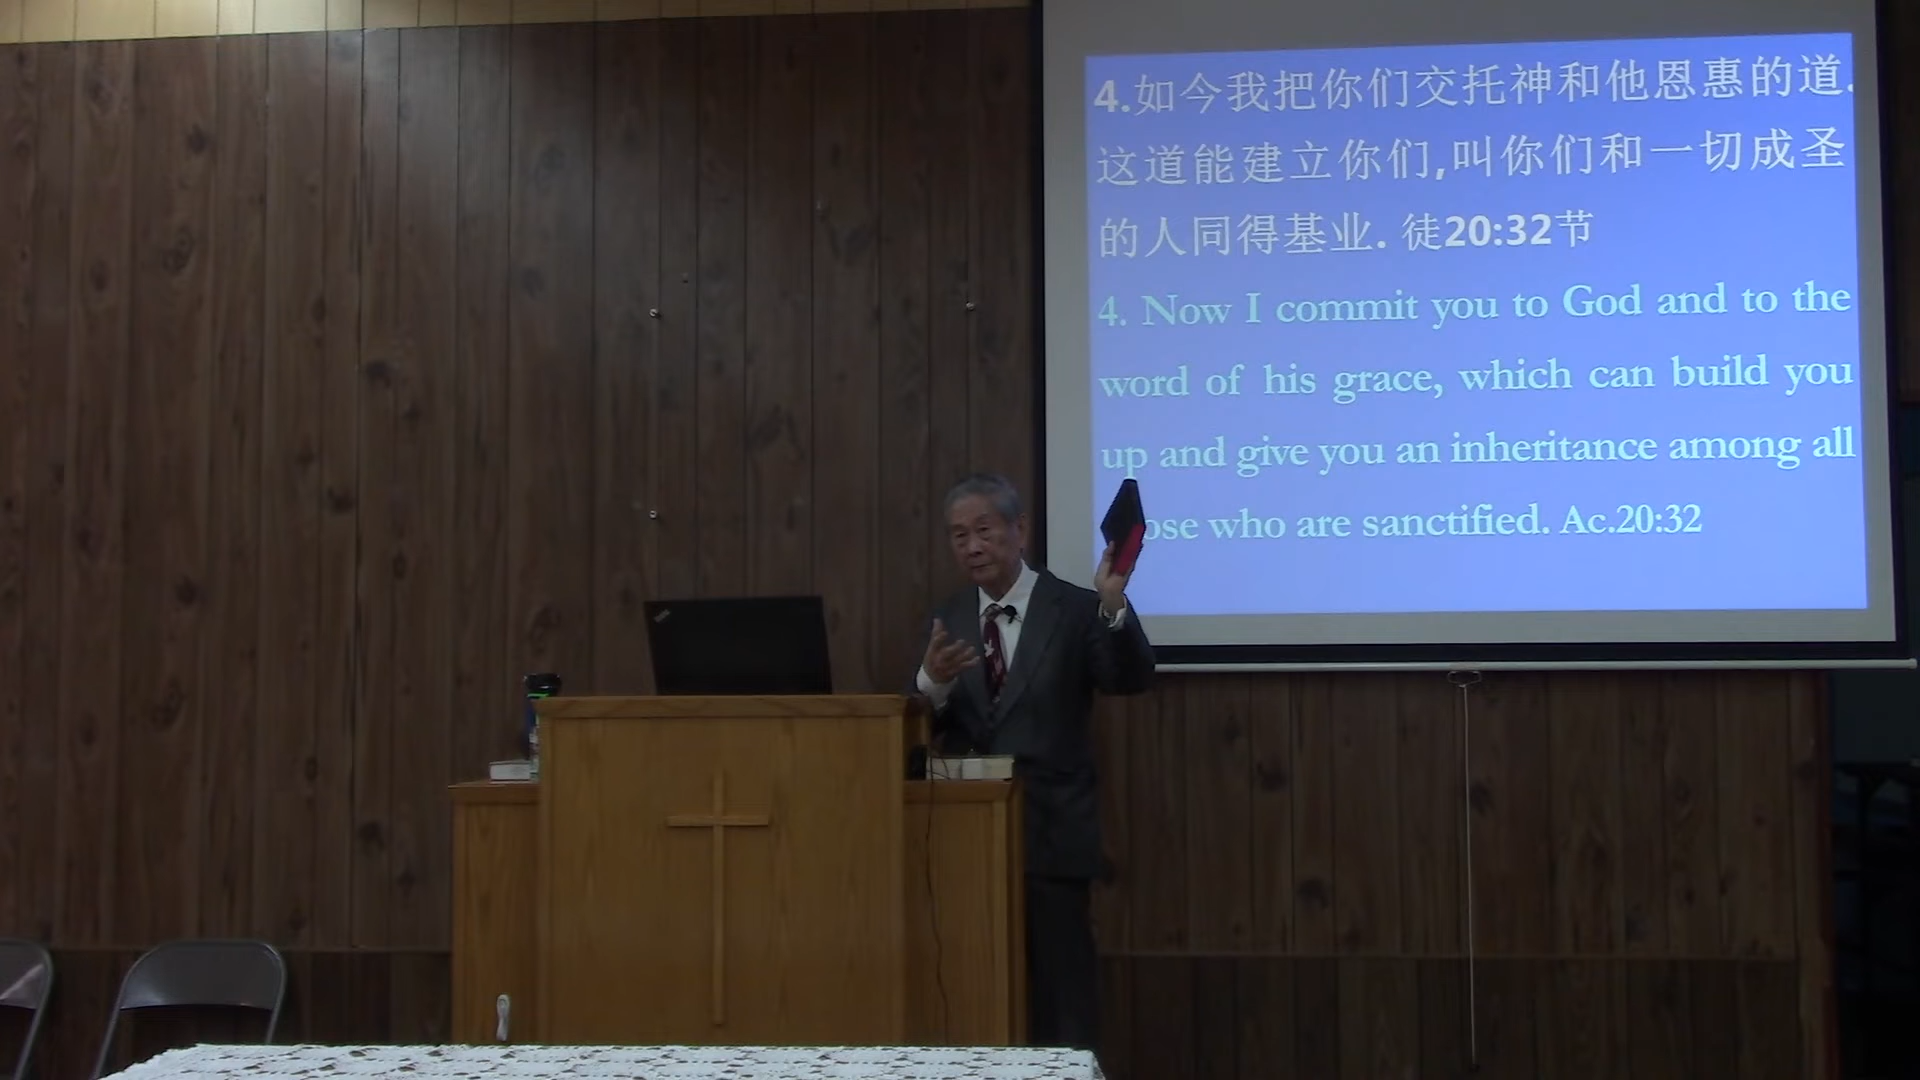 4.如今我把你们交托神和他恩惠的道.
这道能建立你们,叫你们和一切成圣
的人同得基业. 徒20:32节
4. Now I commit you to God and to the
word of his grace, which can build you
up and give you an inheritance among all
ose who are sanctified. Ac.20:32